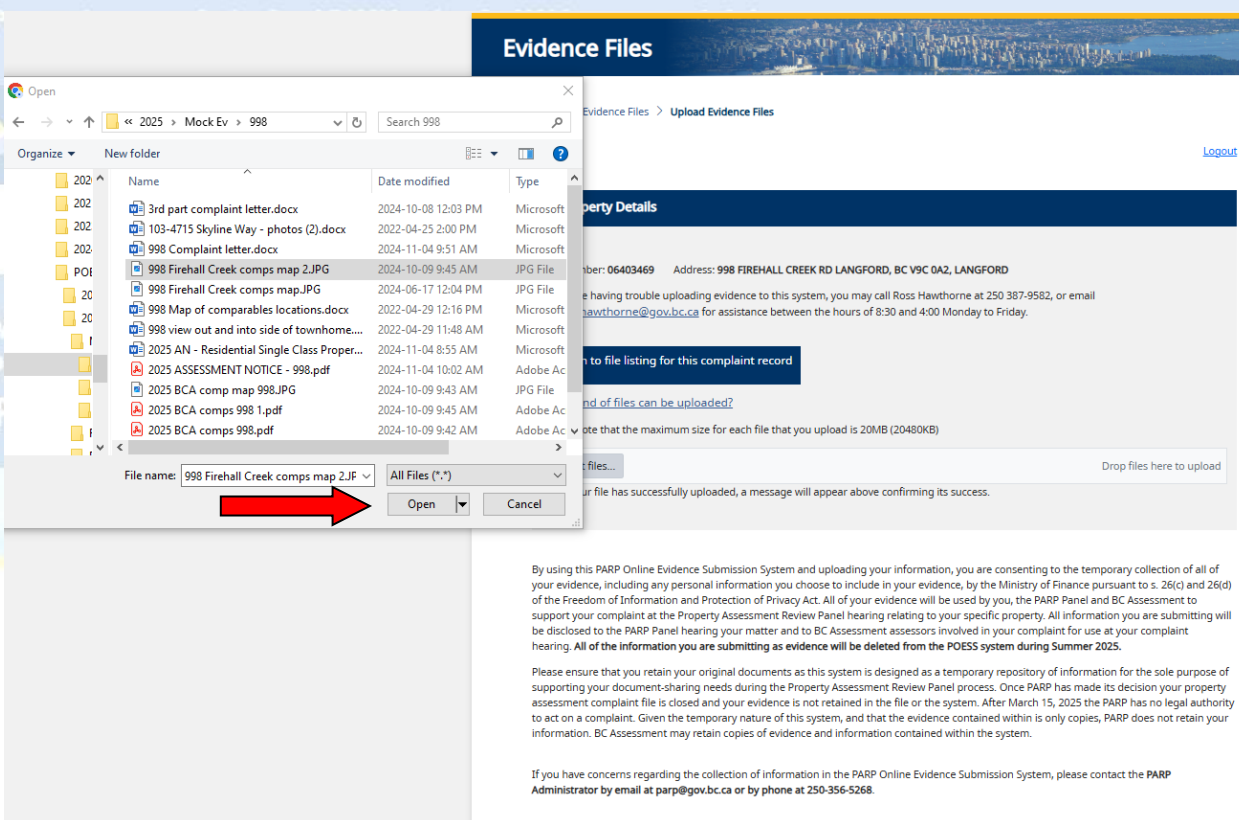 Evidence Files
Open
« 2025 > Mock Ev > 998
Search 998
Organize
New folder
Name Date modified Type
3rd part complaint letter.docx 2024-10-08 12:03 PM Microsoft
103-4715 Skyline Way - photos (2).docx 2022-04-25 2:00 PM Microsoft
998 Complaint letter.docx 2024-11-04 9:51 AM Microsoft
998 Firehall Creek comps map 2.JPG 2024-10-09 9:45 AM JPG File
998 Firehall Creek comps map.JPG 2024-06-17 12:04 PM JPG File
998 Map of comparables locations.docx 2022-04-29 12:16 PM Microsoft
998 view out and into side of townhome.... 2022-04-29 11:48 AM Microsoft
2025 AN - Residential Single Class Proper... 2024-11-04 8:55 AM Microsoft
2025 ASSESSMENT NOTICE - 998.pdf 2024-11-04 10:02 AM Adobe Ac
2025 BCA comp map 998.JPG 2024-10-09 9:43 AM JPG File
2025 BCA comps 998 1.pdf 2024-10-09 9:45 AM Adobe Ac
2025 BCA comps 998.pdf 2024-10-09 9:42 AM Adobe Ac
202
202
202
202
POE
20
20
File name: 998 Firehall Creek comps map 2.JF
All Files (*.*)
Open
Cancel
Evidence Files > Upload Evidence Files
Logout
perty Details
ber: 06403469 Address: 998 FIREHALL CREEK RD LANGFORD, BC V9C 0A2, LANGFORD
e having trouble uploading evidence to this system, you may call Ross Hawthorne at 250 387-9582, or email
hawthorne@gov.bc.ca for assistance between the hours of 8:30 and 4:00 Monday to Friday.
n to file listing for this complaint record
nd of files can be uploaded?
ote that the maximum size for each file that you upload is 20MB (20480KB)
t files...
Drop files here to upload
ur file has successfully uploaded, a message will appear above confirming its success.
By using this PARP Online Evidence Submission System and uploading your information, you are consenting to the temporary collection of all of
your evidence, including any personal information you choose to include in your evidence, by the Ministry of Finance pursuant to s. 26(c) and 26(d)
of the Freedom of Information and Protection of Privacy Act. All of your evidence will be used by you, the PARP Panel and BC Assessment to
support your complaint at the Property Assessment Review Panel hearing relating to your specific property. All information you are submitting will
be disclosed to the PARP Panel hearing your matter and to BC Assessment assessors involved in your complaint for use at your complaint
hearing. All of the information you are submitting as evidence will be deleted from the POESS system during Summer 2025.
Please ensure that you retain your original documents as this system is designed as a temporary repository of information for the sole purpose of
supporting your document-sharing needs during the Property Assessment Review Panel process. Once PARP has made its decision your property
assessment complaint file is closed and your evidence is not retained in the file or the system. After March 15, 2025 the PARP has no legal authority
to act on a complaint. Given the temporary nature of this system, and that the evidence contained within is only copies, PARP does not retain your
information. BC Assessment may retain copies of evidence and information contained within the system.
If you have concerns regarding the collection of information in the PARP Online Evidence Submission System, please contact the PARP
Administrator by email at parp@gov.bc.ca or by phone at 250-356-5268.